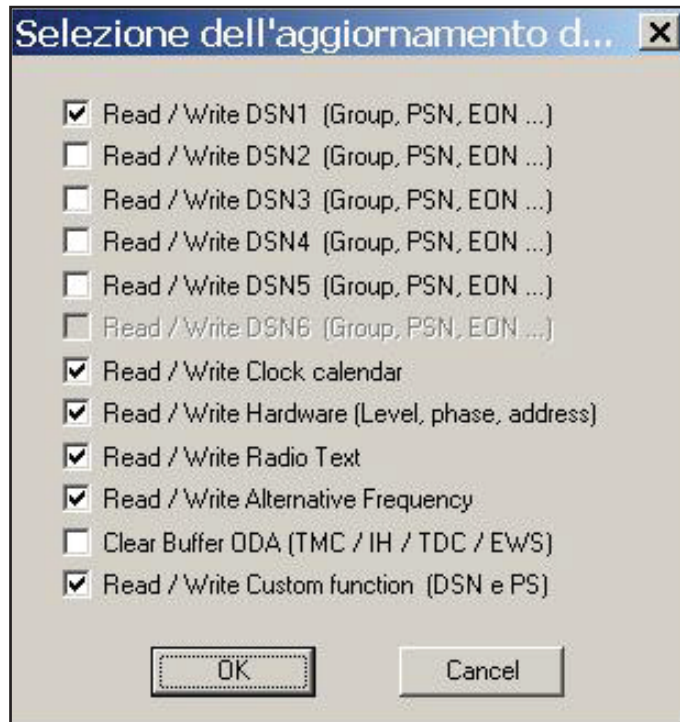 Selezione dell'aggiornamento d...
Read / Write DSN1 (Group, PSN, EON ...)
Read / Write DSN2 (Group, PSN, EON ...)
Read / Write DSN3 (Group, PSN, EON ...)
Read / Write DSN4 (Group, PSN, EON ...)
Read / Write DSN5 (Group, PSN, EON ...)
Read / Write DSN6 (Group, PSN, EON ...)
Read / Write Clock calendar
Read / Write Hardware (Level, phase, address)
Read / Write Radio Text
Read / Write Alternative Frequency
Clear Buffer ODA (TMC / IH / TDC / EWS)
Read / Write Custom function (DSN e PS)
OK Cancel